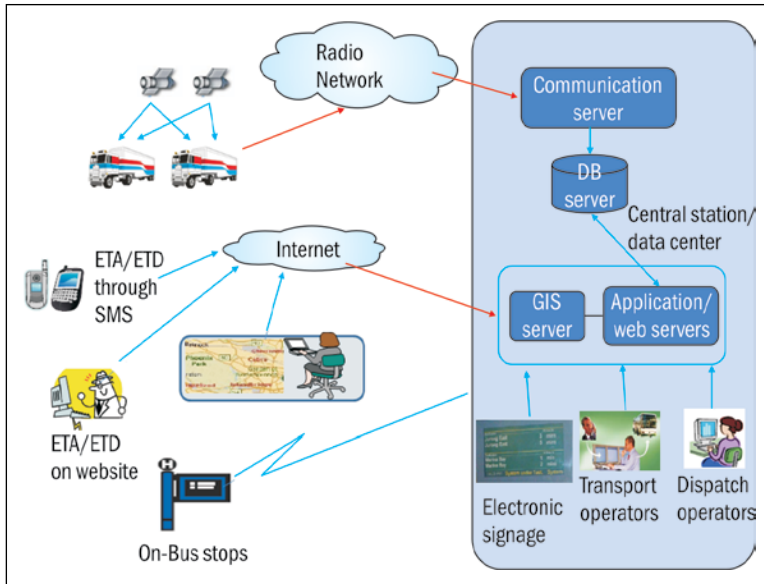 Radio
Network
Communication
server
DB
server
Central station/
data center
Internet
ETA/ETD
through
SMS
GIS
server
Application/
web servers
ETA/ETD
on website
On-Bus stops
Electronic
signage
Transport
operators
Dispatch
operators